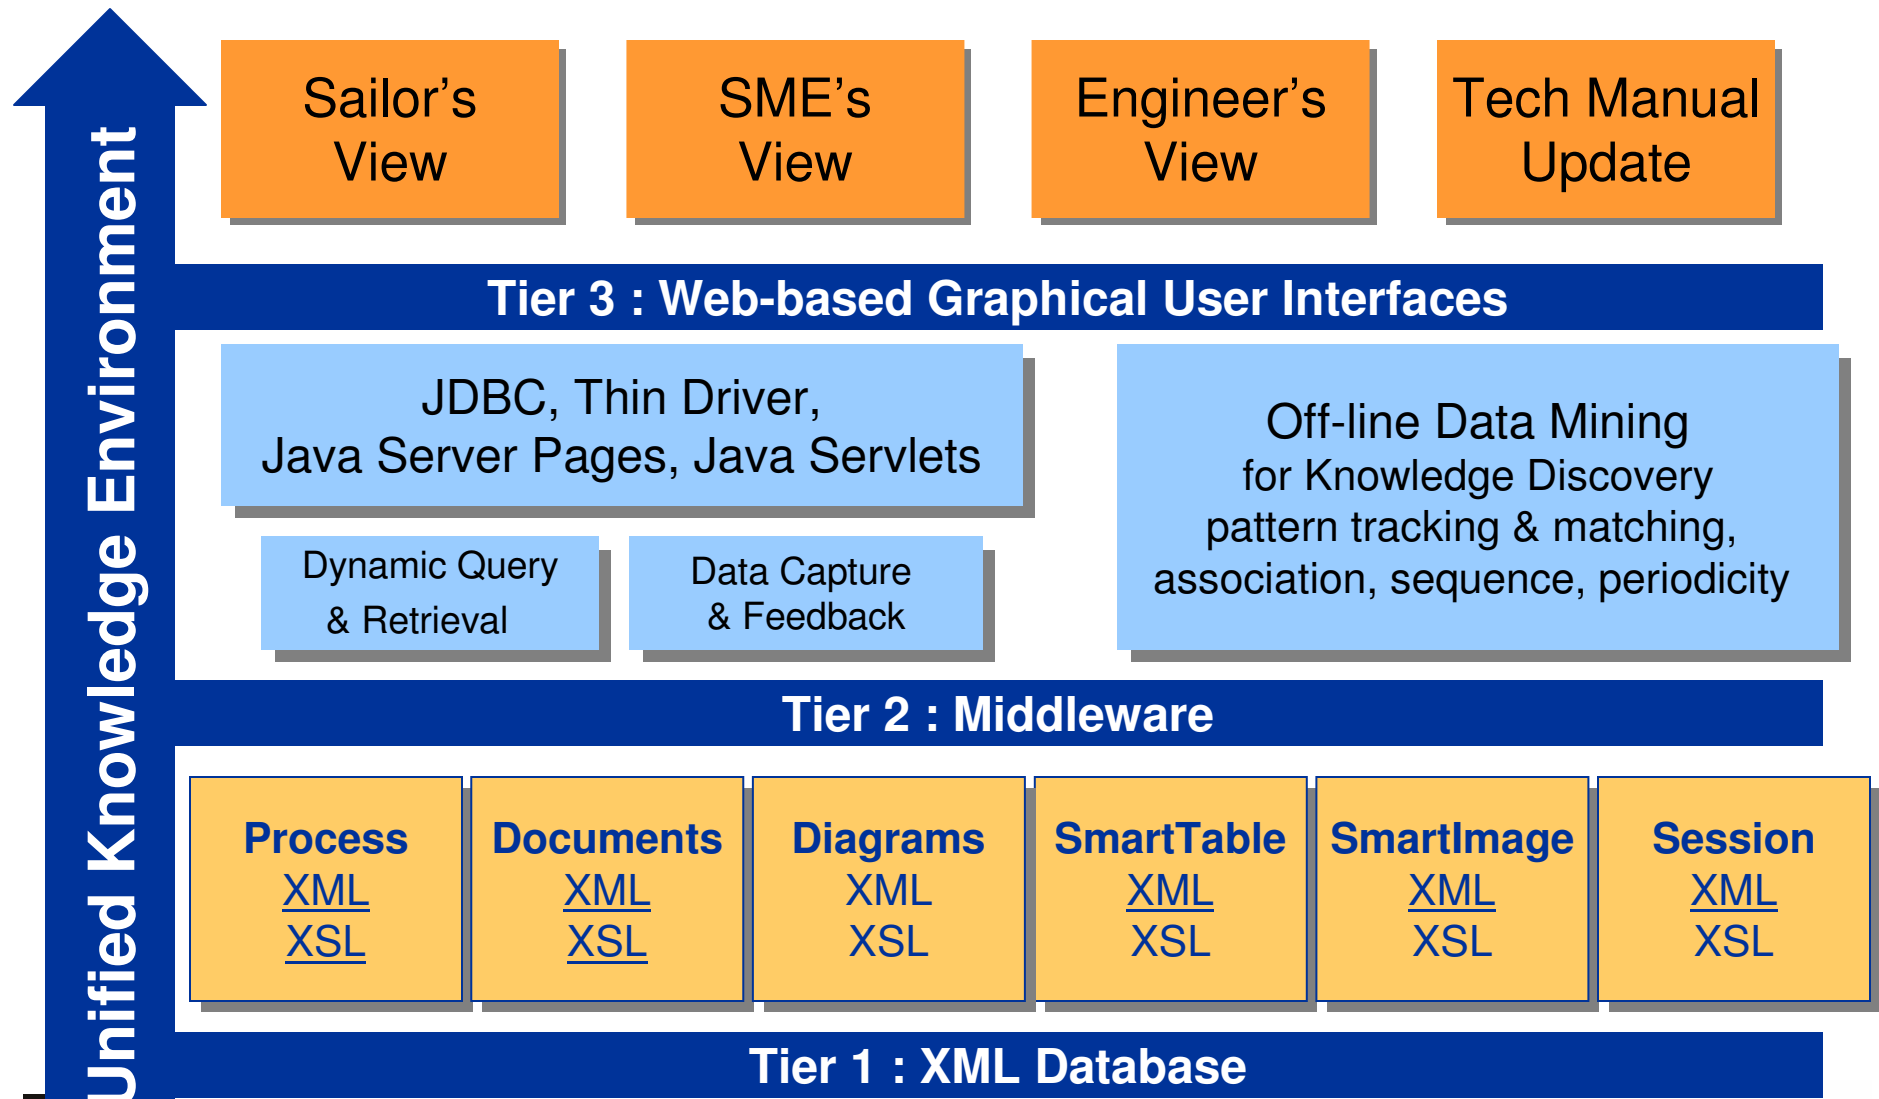 Unified Knowledge Environment
Sailor's
View
SME's
View
Engineer's
View
Tech Manual
Update
Tier 3 : Web-based Graphical User Interfaces
JDBC, Thin Driver,
Java Server Pages, Java Servlets
Dynamic Query
& Retrieval
Data Capture
& Feedback
Off-line Data Mining
for Knowledge Discovery
pattern tracking & matching,
association, sequence, periodicity
Tier 2 : Middleware
Process
XML
XSL
Documents
XML
XSL
Diagrams
XML
XSL
SmartTable
XML
XSL
SmartImage
XML
XSL
Session
XML
XSL
Tier 1 : XML Database